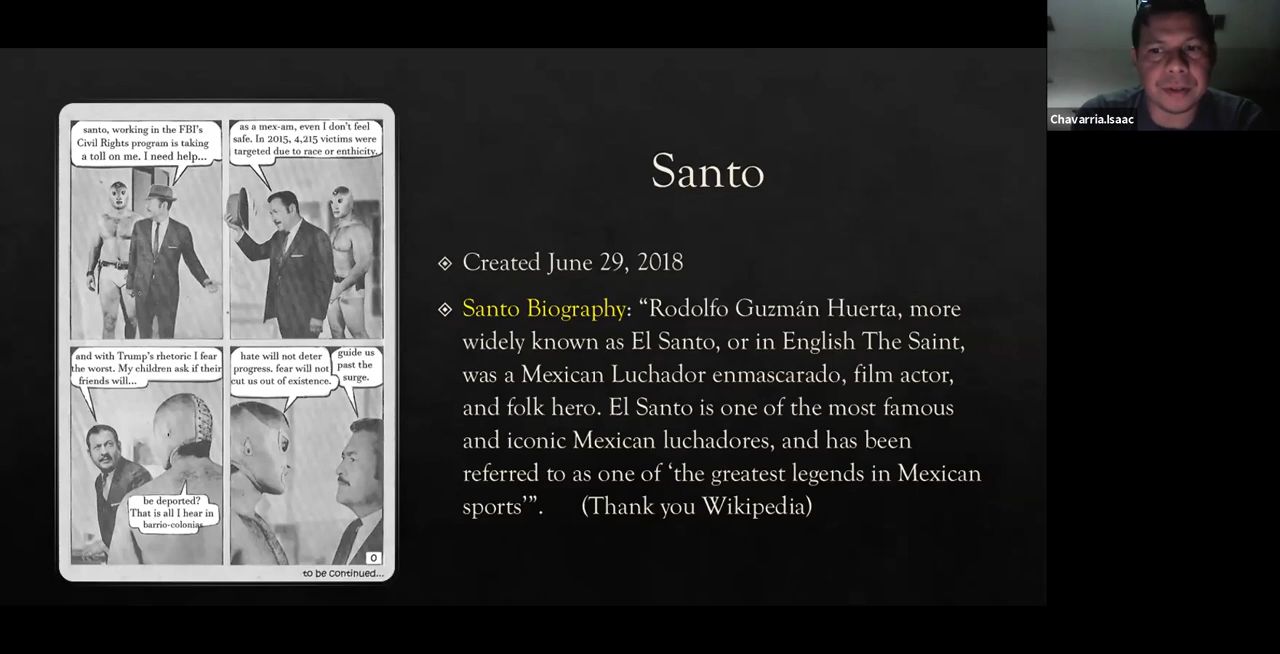 santo, working in the FBI's
Civil Rights program is taking
a toll on me. I need help...
as a mex-am, even I don't feel
safe. In 2015, 4,215 victims were
targeted due to race or enthicity.
and with Trump's rhetoric I fear
the worst. My children ask if their
friends will...
be deported?
That is all I hear in
barrio-colonias
hate will not deter
progress. fear will not
cut us out of existence.
guide us
past the
surge.
0
to be continued...
Santo
Created June 29, 2018
Santo Biography: “Rodolfo Guzmán Huerta, more
widely known as El Santo, or in English The Saint,
was a Mexican Luchador enmascarado, film actor,
and folk hero. El Santo is one of the most famous
and iconic Mexican luchadores, and has been
referred to as one of ‘the greatest legends in Mexican
sports’”. (Thank you Wikipedia)
Chavarria.Isaac